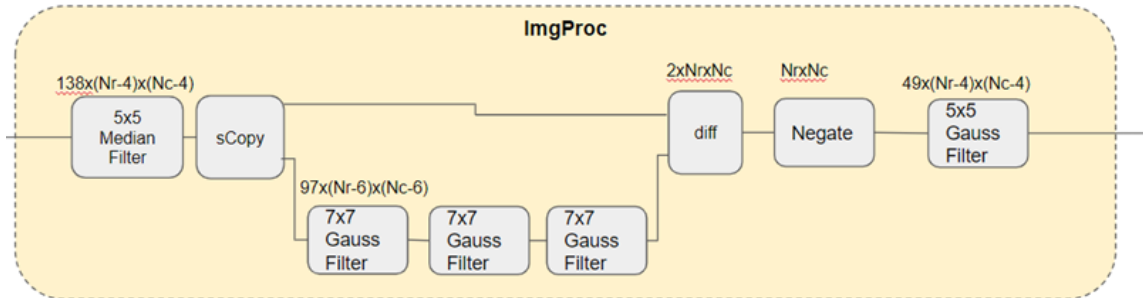 ImgProc
138x(Nr-4)x(Nc-4)
5x5
Median
Filter
sCopy
2xNrxNc
diff
NrxNc
Negate
49x(Nr-4)x(Nc-4)
5x5
Gauss
Filter
97x(Nr-6)x(Nc-6)
7x7
Gauss
Filter
7x7
Gauss
Filter
7x7
Gauss
Filter